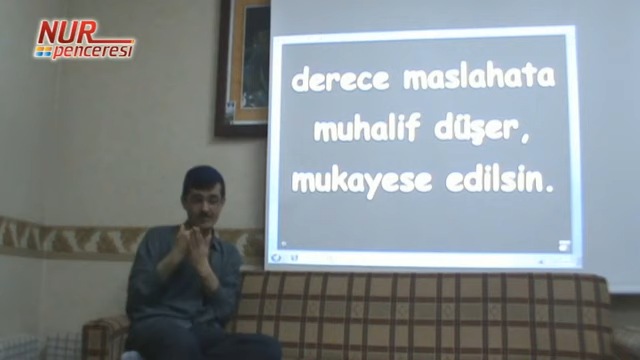 NUR
penceresi
derece maslahata
muhalif düşer,
mukayese edilsin.